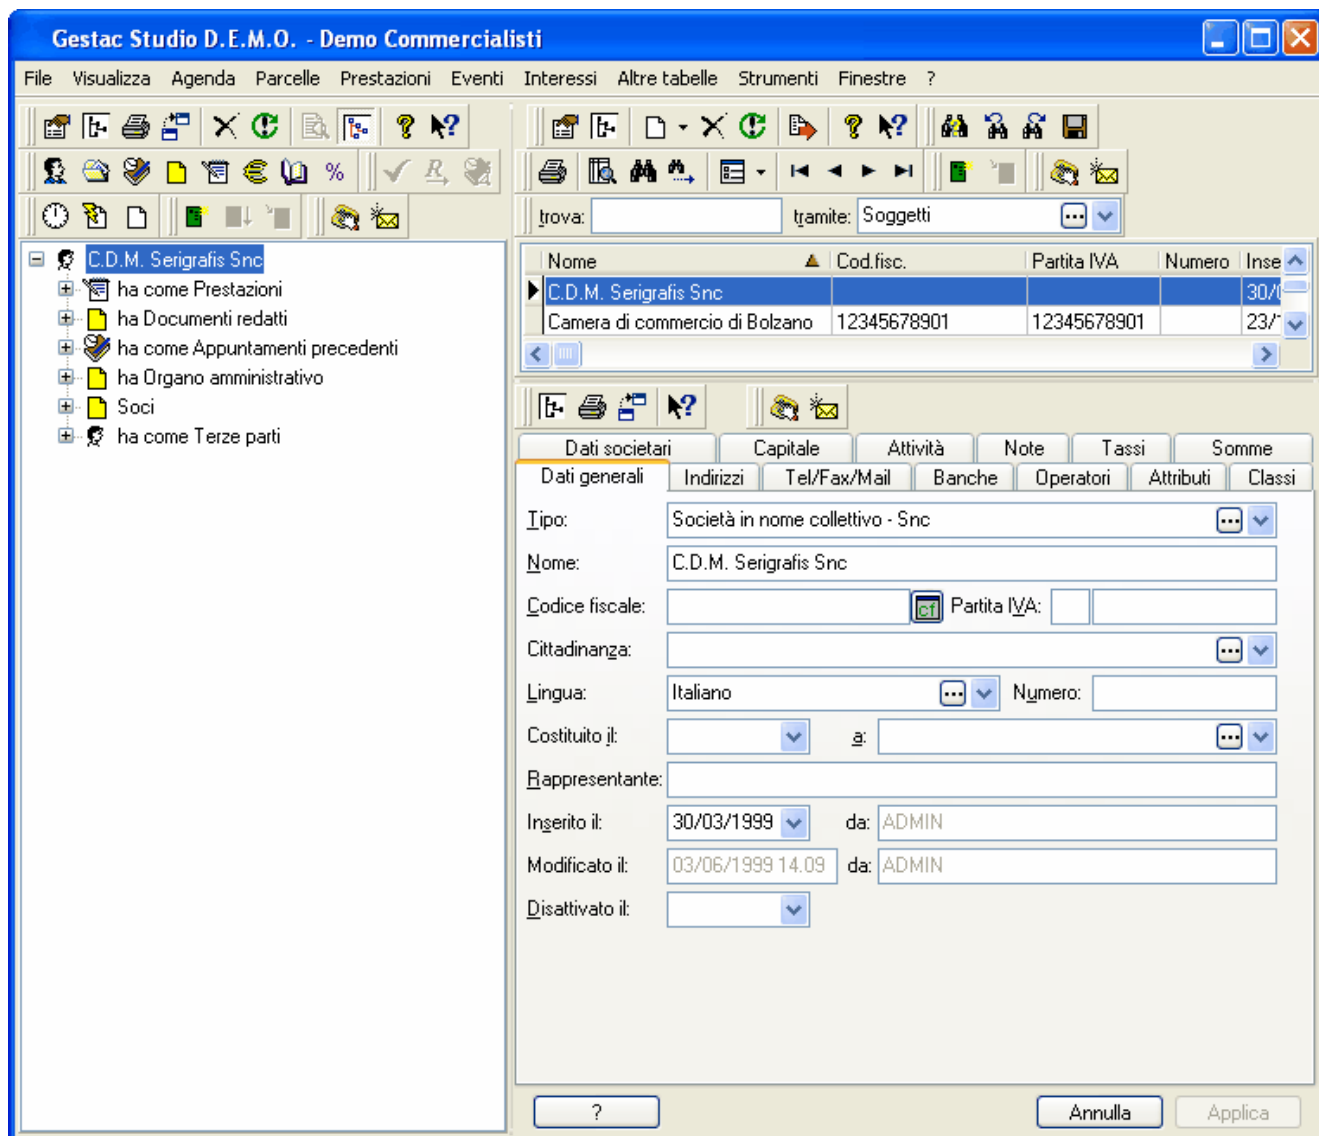 Gestac Studio D.E.M.O. - Demo Commercialisti
File Visualizza Agenda Parcelle Prestazioni Eventi Interessi Altre tabelle Strumenti Finestre ?
trova: tramite: Soggetti
C.D.M. Serigrafis Snc
ha come Prestazioni
ha Documenti redatti
ha come Appuntamenti precedenti
ha Organo amministrativo
Soci
ha come Terze parti
Nome Cod.fisc. Partita IVA Numero Inse
C.D.M. Serigrafis Snc 30/0
Camera di commercio di Bolzano 12345678901 12345678901 23/1
Dati societari Capitale Attività Note Tassi Somme
Dati generali Indirizzi Tel/Fax/Mail Banche Operatori Attributi Classi
Tipo: Società in nome collettivo - Snc
Nome: C.D.M. Serigrafis Snc
Codice fiscale: cf Partita IVA:
Cittadinanza:
Lingua: Italiano Numero:
Costituito il: a:
Rappresentante:
Inserito il: 30/03/1999 da: ADMIN
Modificato il: 03/06/1999 14.09 da: ADMIN
Disattivato il:
? Annulla Applica